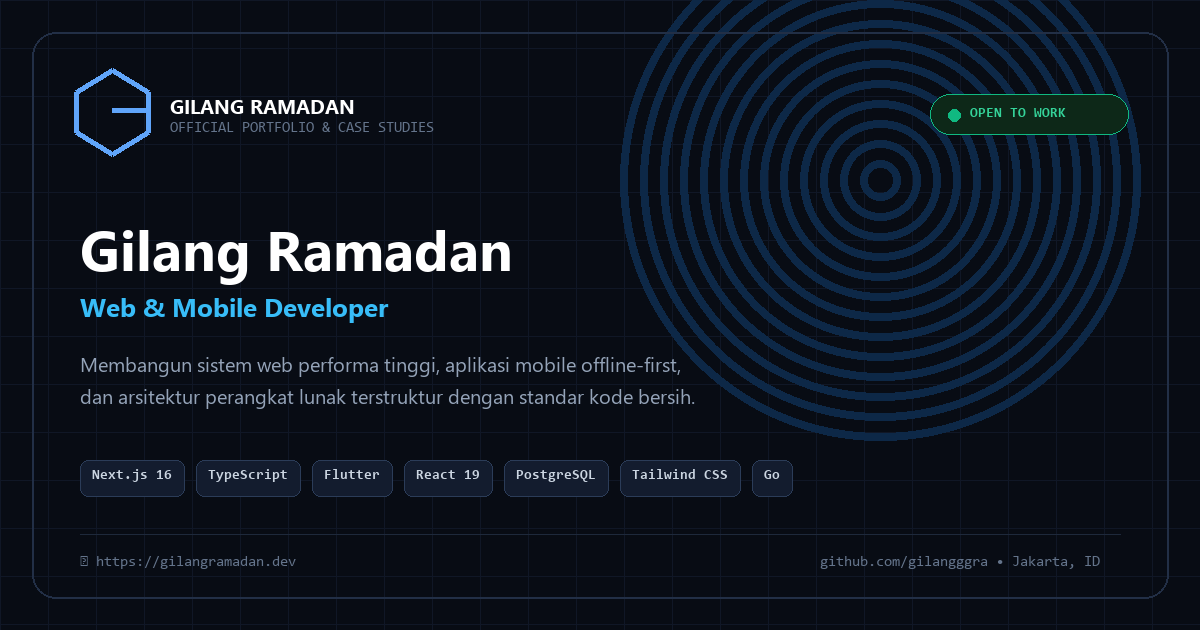 GILANG RAMADAN
OFFICIAL PORTFOLIO & CASE STUDIES
OPEN TO WORK
Gilang Ramadan
Web & Mobile Developer
Membangun sistem web performa tinggi, aplikasi mobile offline-first,
dan arsitektur perangkat lunak terstruktur dengan standar kode bersih.
Next.js 16
TypeScript
Flutter
React 19
PostgreSQL
Tailwind CSS
Go
https://gilangramadan.dev
github.com/gilangggra • Jakarta, ID